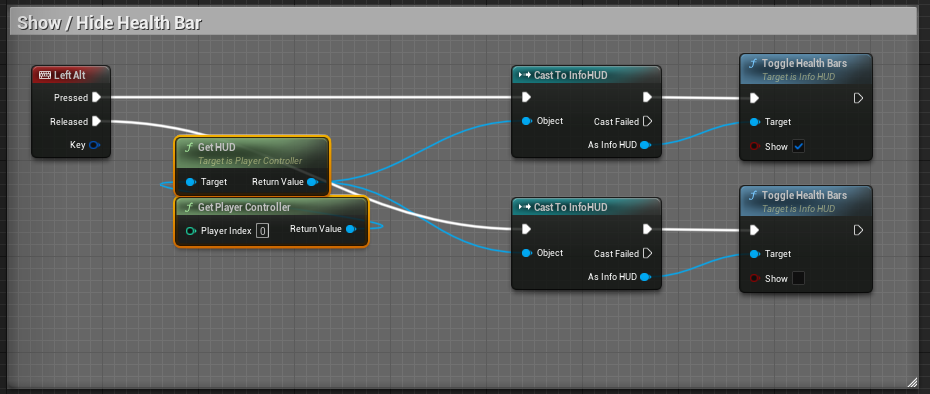 Show / Hide Health Bar
Left Alt
Pressed
Released
Key
Get HUD
Target is Player Controller
Target
Return Value
Get Player Controller
Player Index
0
Return Value
Cast To InfoHUD
Object
Cast Failed
As Info HUD
Toggle Health Bars
Target is Info HUD
Target
Show
Cast To InfoHUD
Object
Cast Failed
As Info HUD
Toggle Health Bars
Target is Info HUD
Target
Show